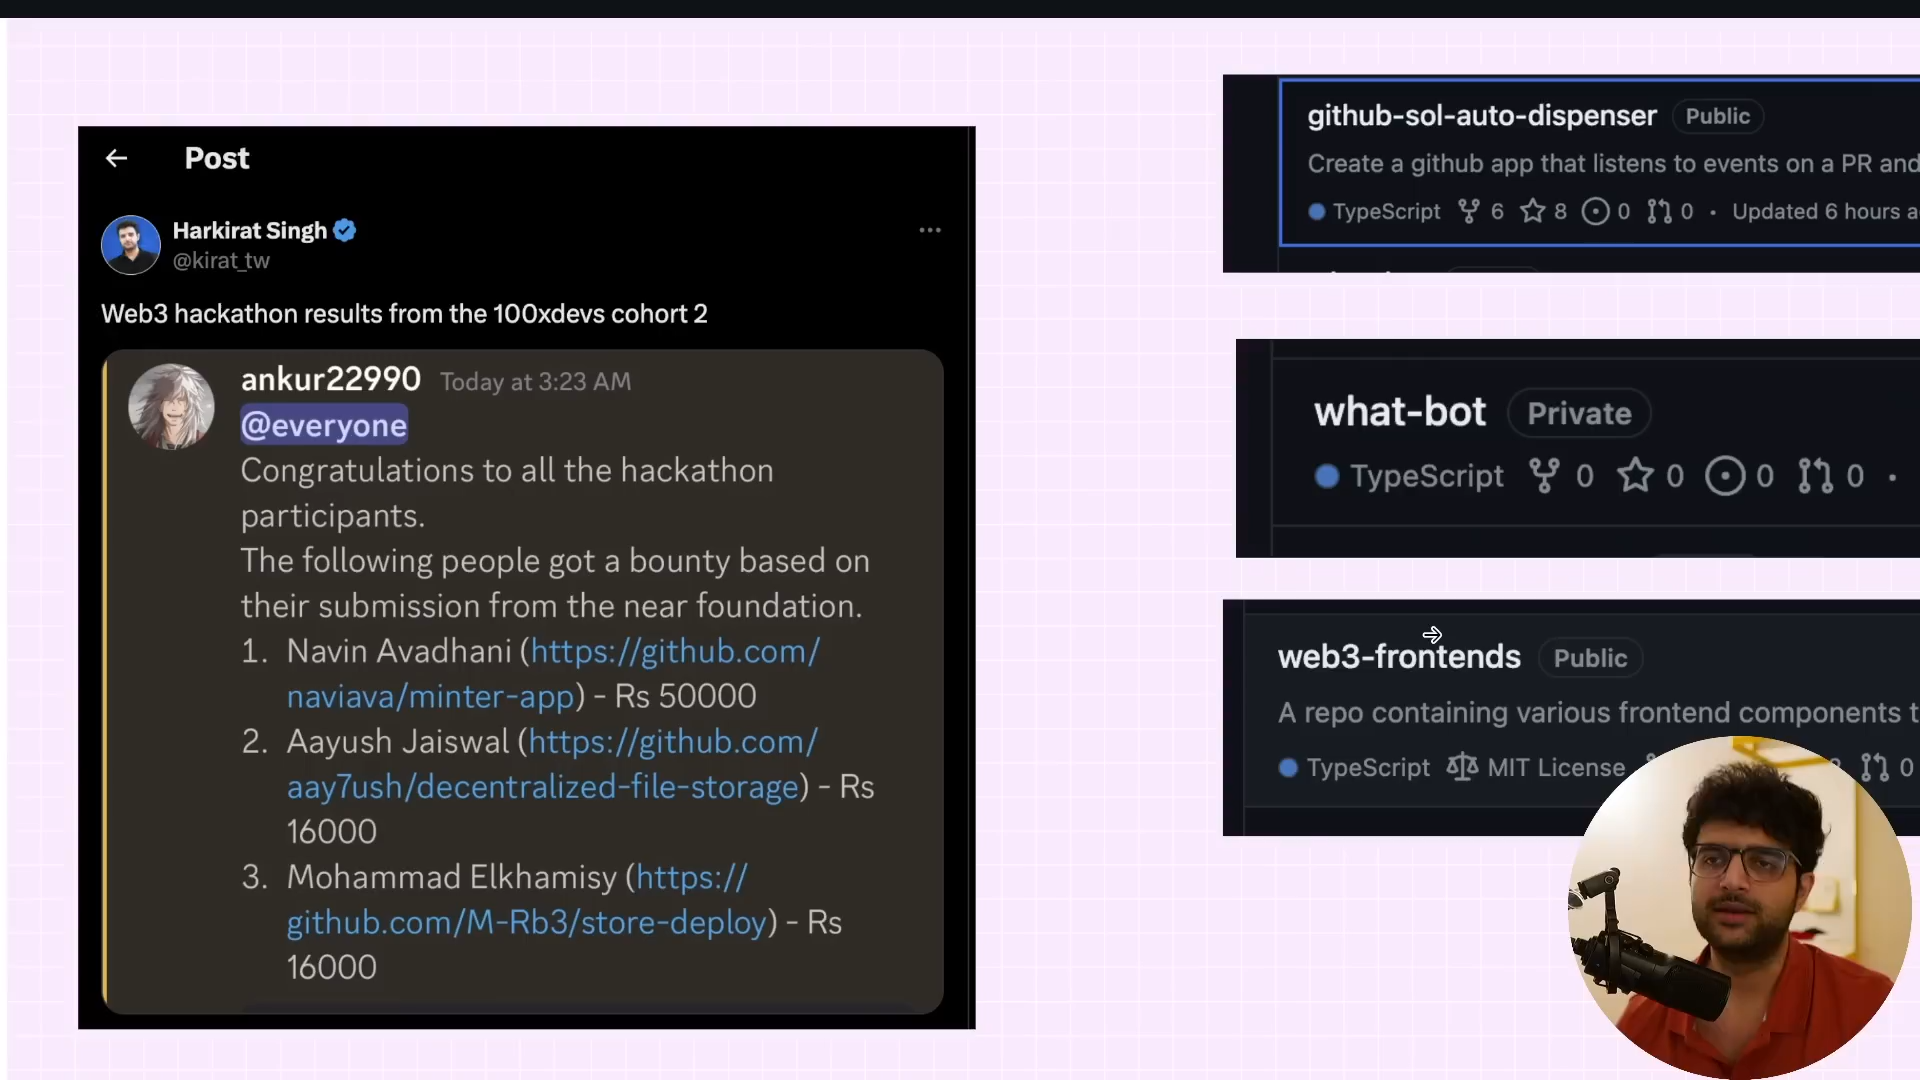 Post
Harkirat Singh
@kirat_tw
Web3 hackathon results from the 100xdevs cohort 2
ankur22990 Today at 3:23 AM
@everyone
Congratulations to all the hackathon
participants.
The following people got a bounty based on
their submission from the near foundation.
1. Navin Avadhani (https://github.com/
naviava/minter-app) - Rs 50000
2. Aayush Jaiswal (https://github.com/
aay7ush/decentralized-file-storage) - Rs
16000
3. Mohammad Elkhamisy (https://
github.com/M-Rb3/store-deploy) - Rs
16000
github-sol-auto-dispenser Public
Create a github app that listens to events on a PR and
TypeScript 6 8 0 0 · Updated 6 hours
what-bot Private
TypeScript 0 0 0 0 ·
web3-frontends Public
A repo containing various frontend components
TypeScript MIT License 0